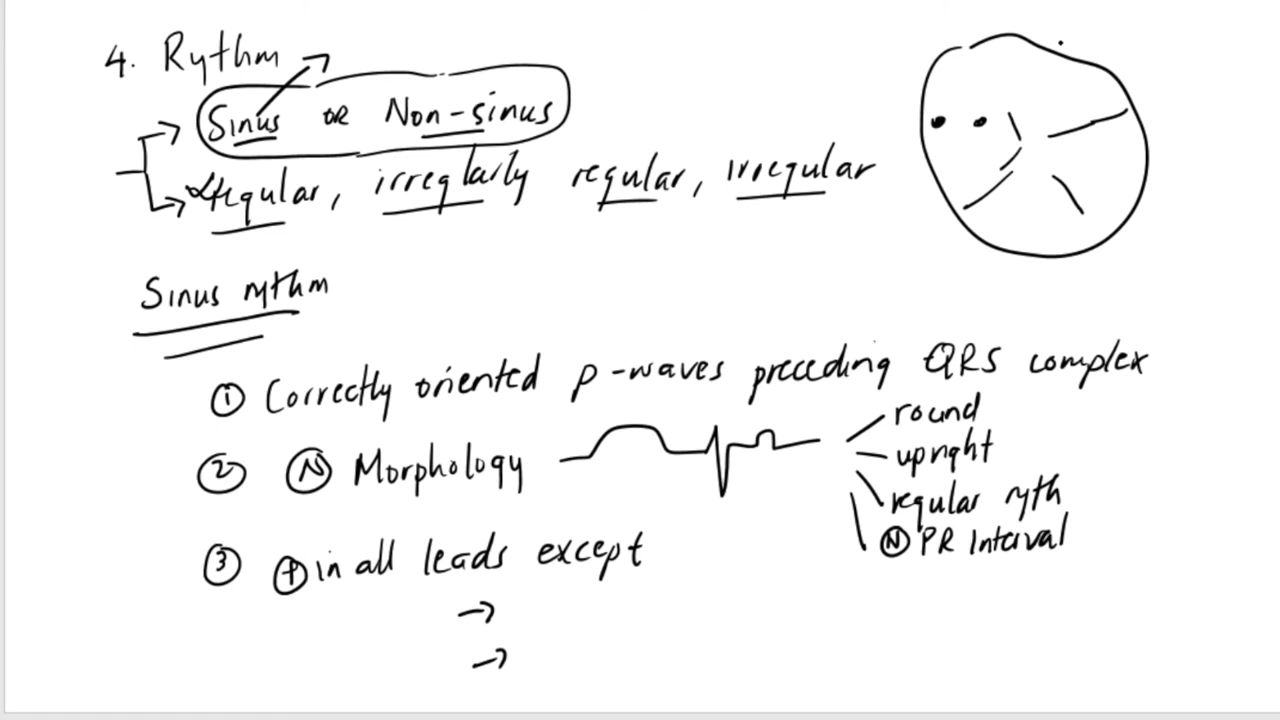 4. Rythm
Sinus OR Non-sinus
Regular, irregularly regular, irregular
Sinus rythm
① Correctly oriented p-waves preceding QRS complex
② Ⓝ Morphology
round
upright
regular ryth
Ⓝ PR Interval
③ ⊕ in all leads except
→
→